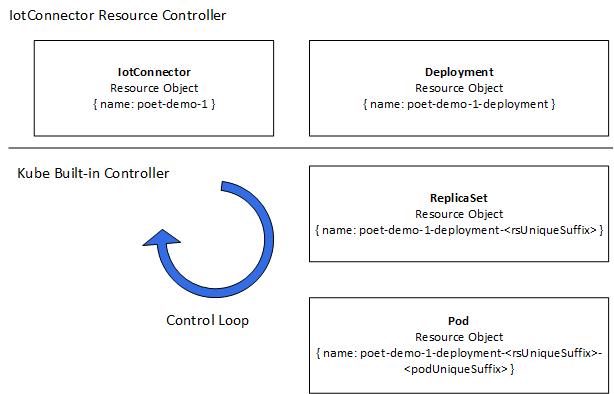 IotConnector Resource Controller
IotConnector
Resource Object
{ name: poet-demo-1 }
Deployment
Resource Object
{ name: poet-demo-1-deployment }
Kube Built-in Controller
Control Loop
ReplicaSet
Resource Object
{ name: poet-demo-1-deployment-<rsUniqueSuffix> }
Pod
Resource Object
{ name: poet-demo-1-deployment-<rsUniqueSuffix>-
<podUniqueSuffix> }